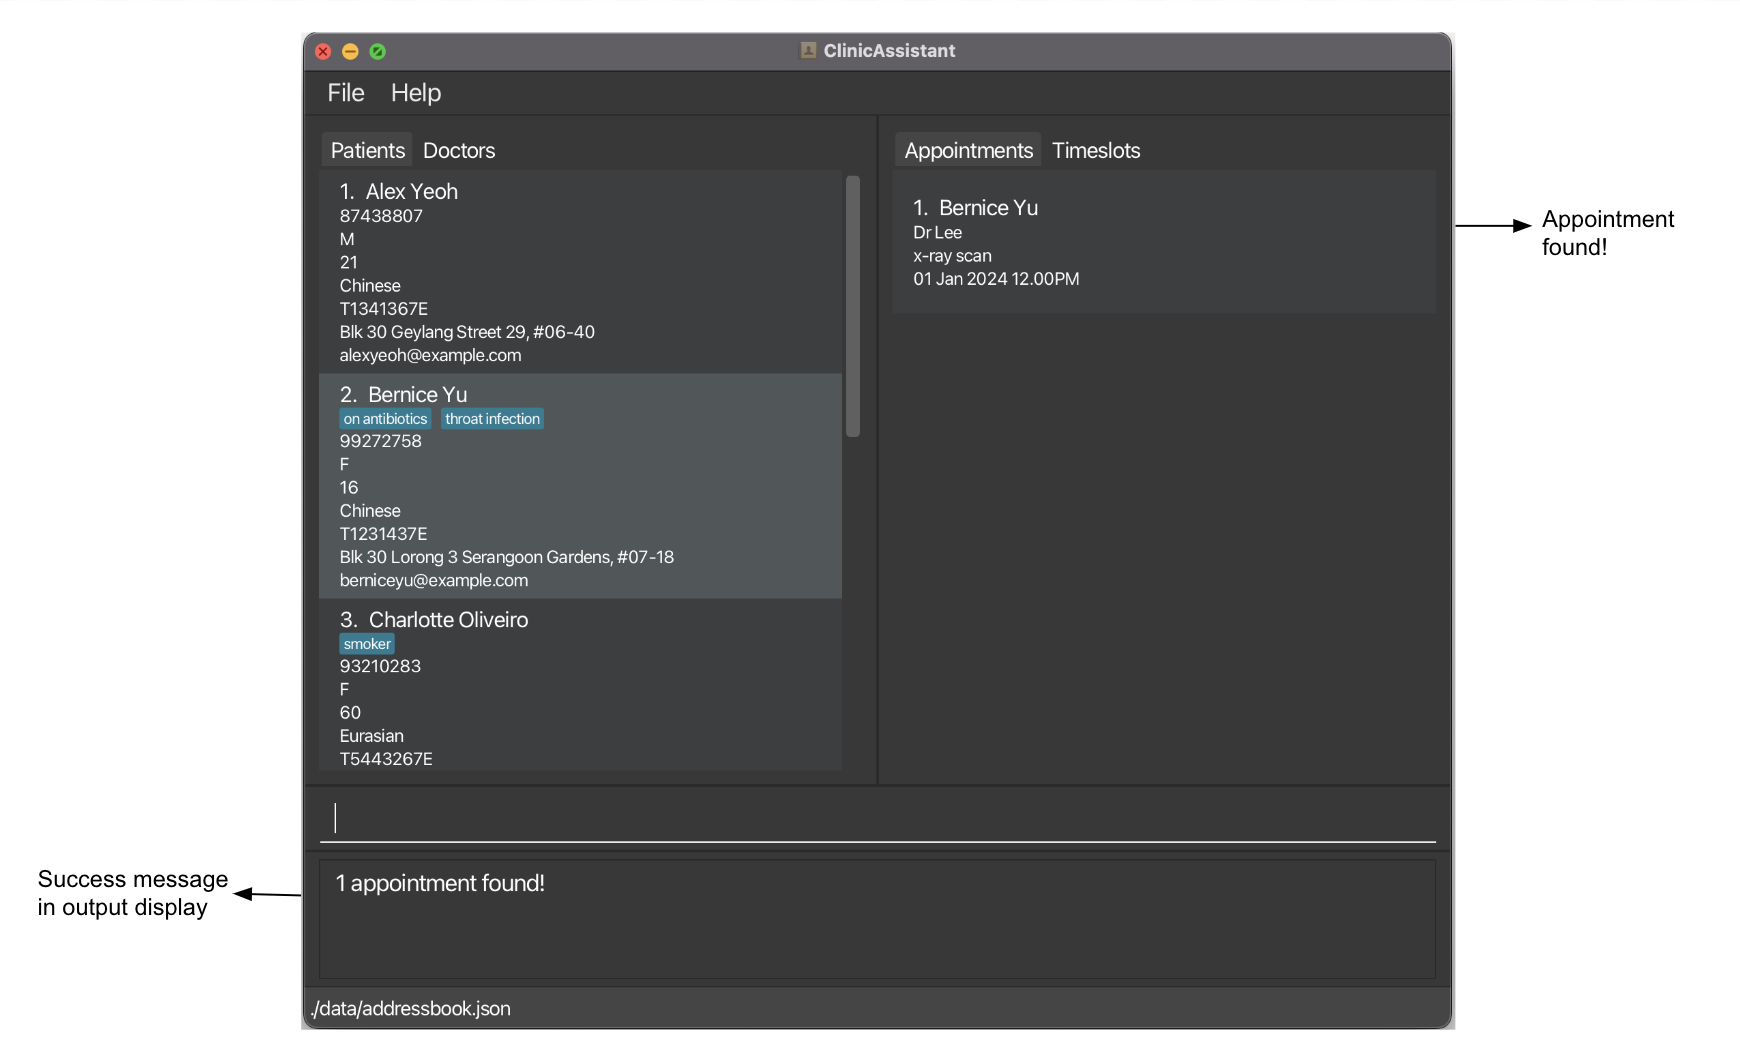 ClinicAssistant
File Help
Patients Doctors
1. Alex Yeoh
87438807
M
21
Chinese
T1341367E
Blk 30 Geylang Street 29, #06-40
alexyeoh@example.com
2. Bernice Yu
on antibiotics throat infection
99272758
F
16
Chinese
T1231437E
Blk 30 Lorong 3 Serangoon Gardens, #07-18
berniceyu@example.com
3. Charlotte Oliveiro
smoker
93210283
F
60
Eurasian
T5443267E
Appointments Timeslots
1. Bernice Yu
Dr Lee
x-ray scan
01 Jan 2024 12.00PM
Appointment
found!
Success message
in output display
1 appointment found!
./data/addressbook.json